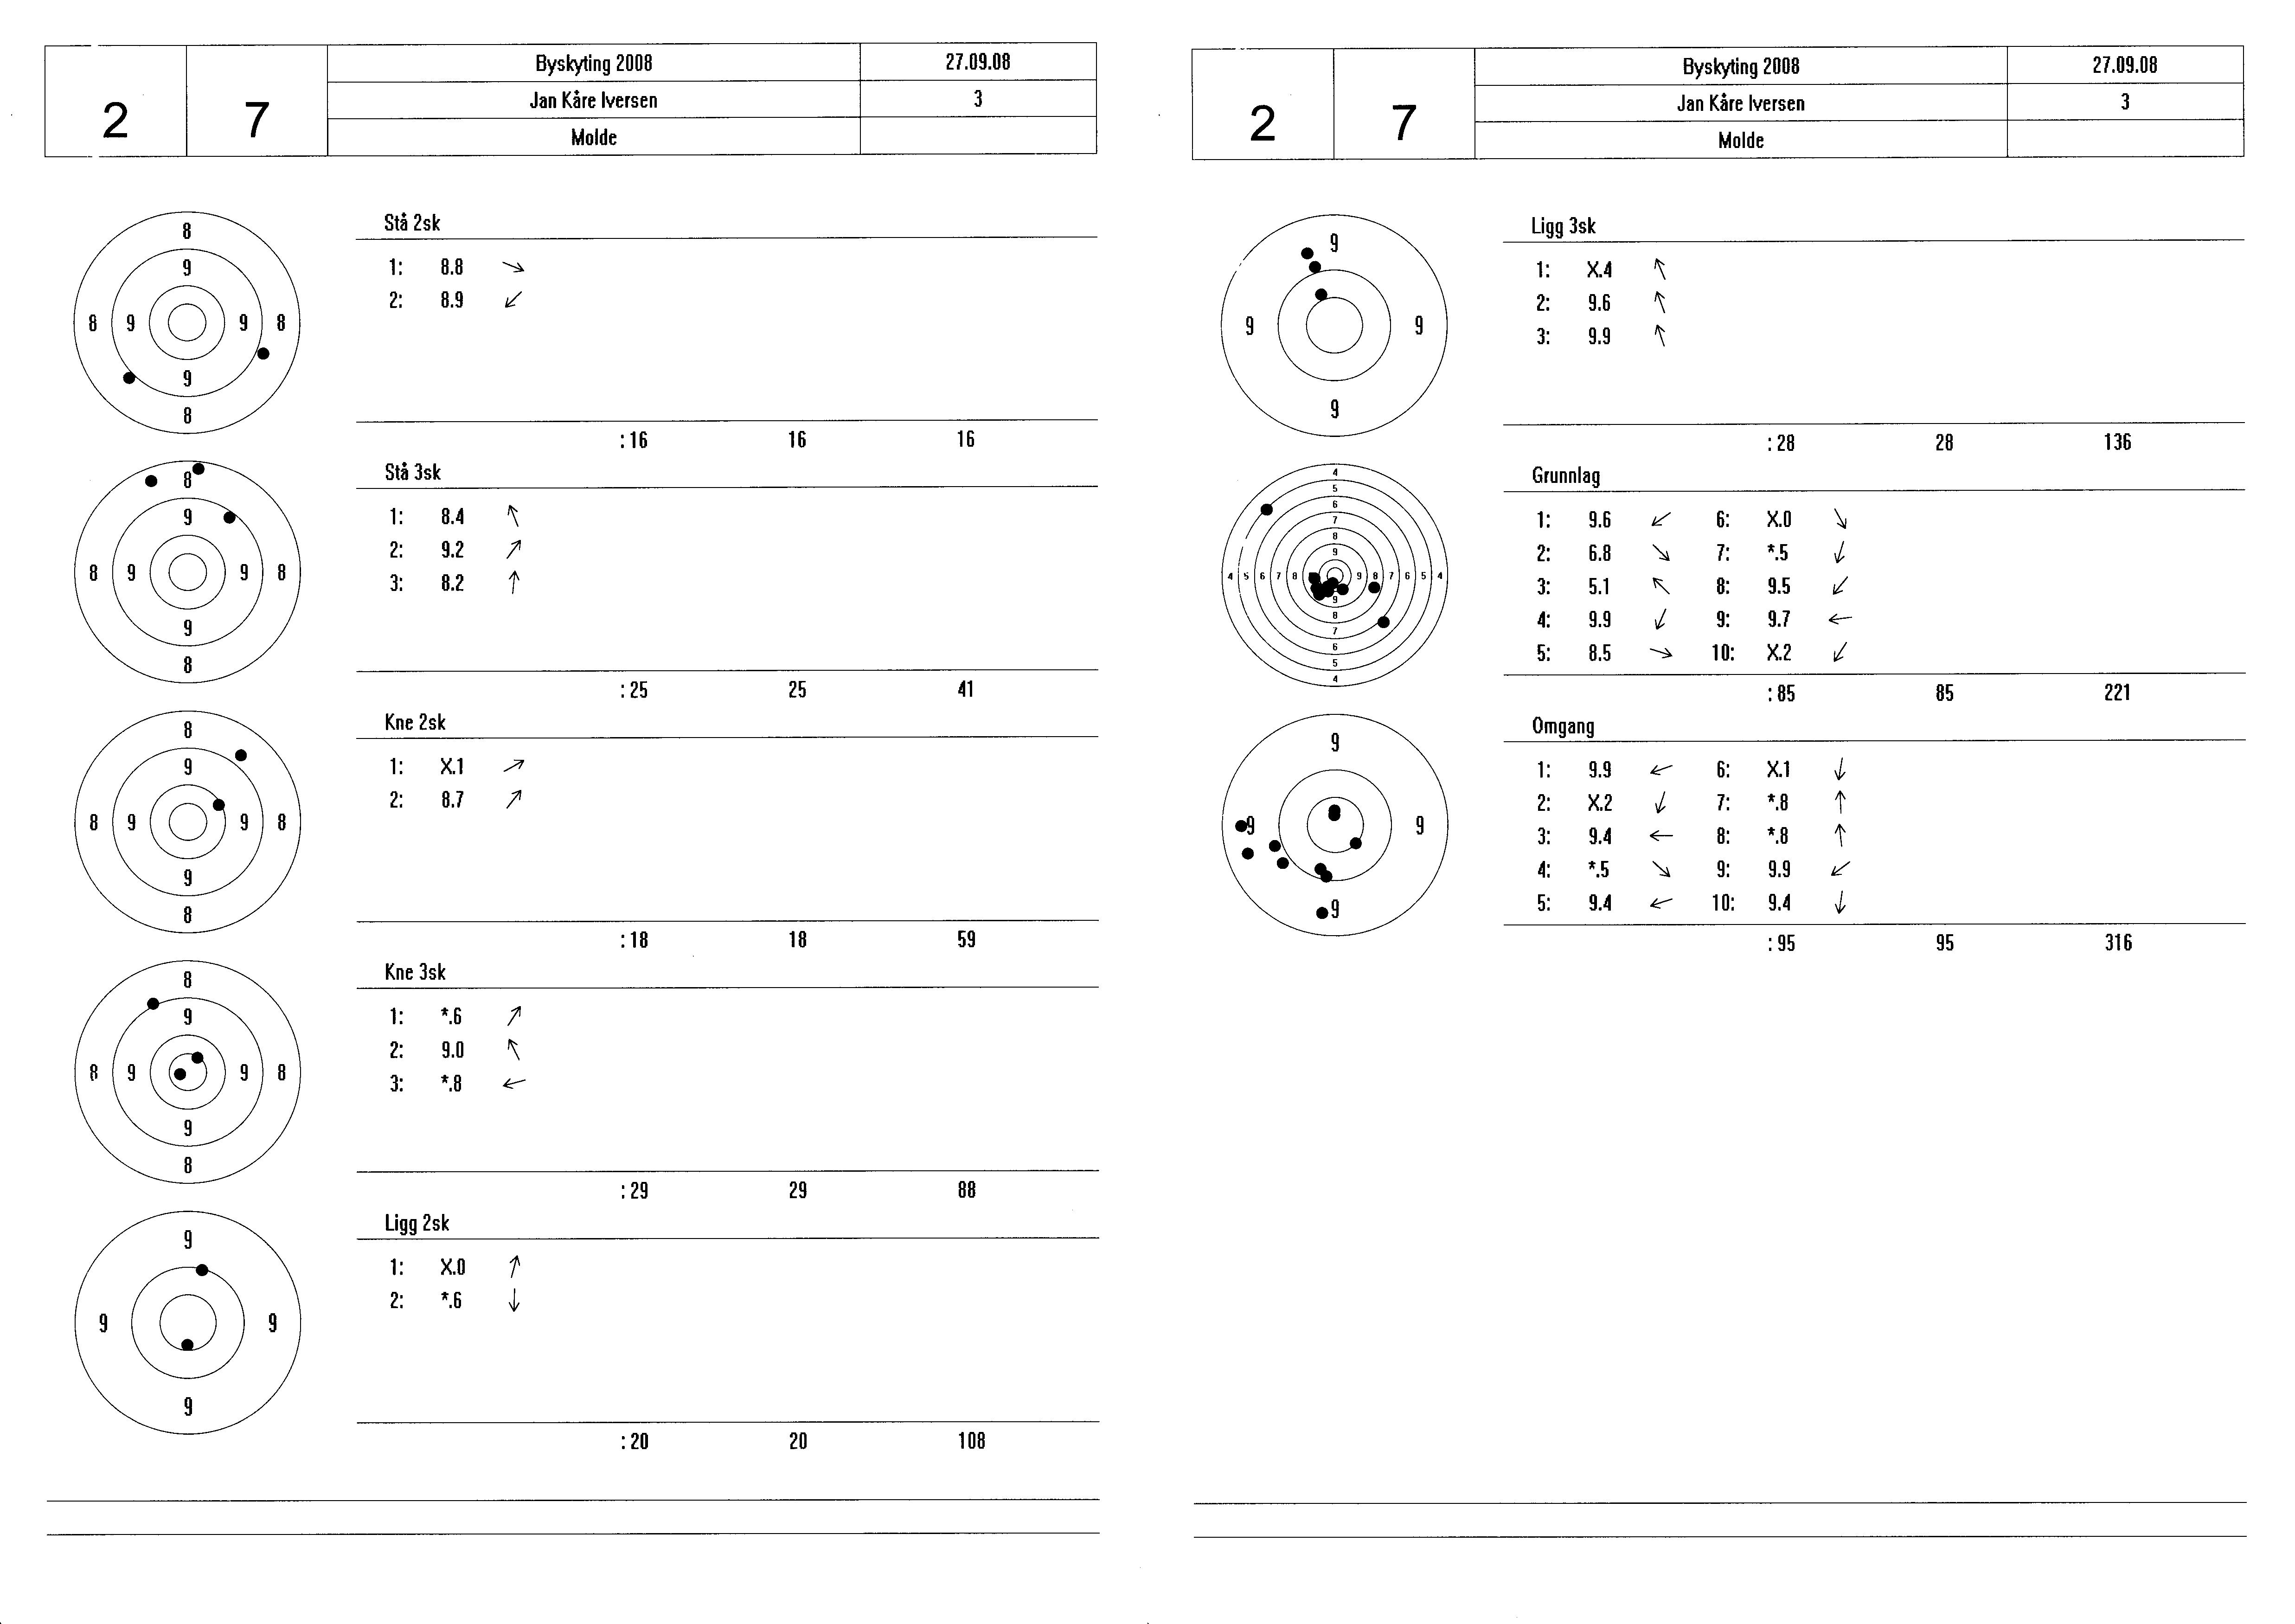 2 7 Byskyting 2008 27.09.08
Jan Kåre Iversen 3
Molde
Stå 2sk
1: 8.8
2: 8.9
: 16 16 16
8
9
8 9 9 8
9
8
Stå 3sk
1: 8.4
2: 9.2
3: 8.2
: 25 25 41
8
9
8 9 9 8
9
8
Kne 2sk
1: X.1
2: 8.7
: 18 18 59
8
9
8 9 9 8
9
8
Kne 3sk
1: *.6
2: 9.0
3: *.8
: 29 29 88
8
9
8 9 9 8
9
8
Ligg 2sk
1: X.0
2: *.6
: 20 20 108
9
9 9
9
2 7 Byskyting 2008 27.09.08
Jan Kåre Iversen 3
Molde
Ligg 3sk
1: X.4
2: 9.6
3: 9.9
: 28 28 136
9
9 9
9
Grunnlag
1: 9.6 6: X.0
2: 6.8 7: *.5
3: 5.1 8: 9.5
4: 9.9 9: 9.7
5: 8.5 10: X.2
: 85 85 221
4
5
6
7
8
9
4 5 6 7 8 9 8 7 6 5 4
9
8
7
6
5
4
Omgang
1: 9.9 6: X.1
2: X.2 7: *.8
3: 9.4 8: *.8
4: *.5 9: 9.9
5: 9.4 10: 9.4
: 95 95 316
9
9 9
9